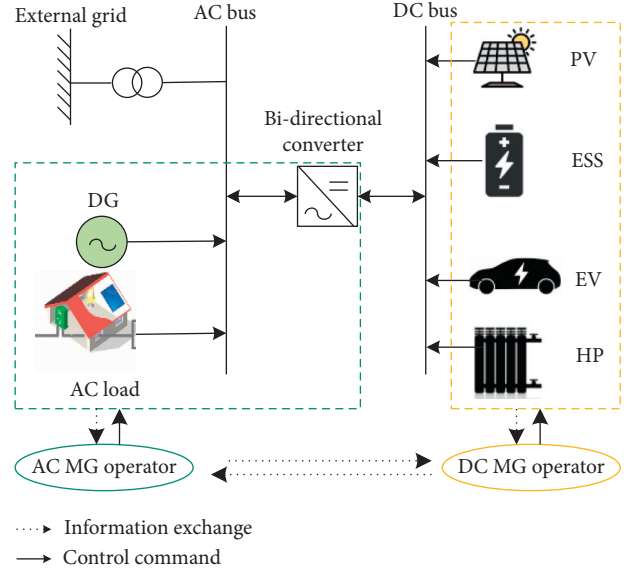 External grid
AC bus
DC bus
PV
Bi-directional
converter
ESS
DG
EV
HP
AC load
AC MG operator
DC MG operator
Information exchange
Control command